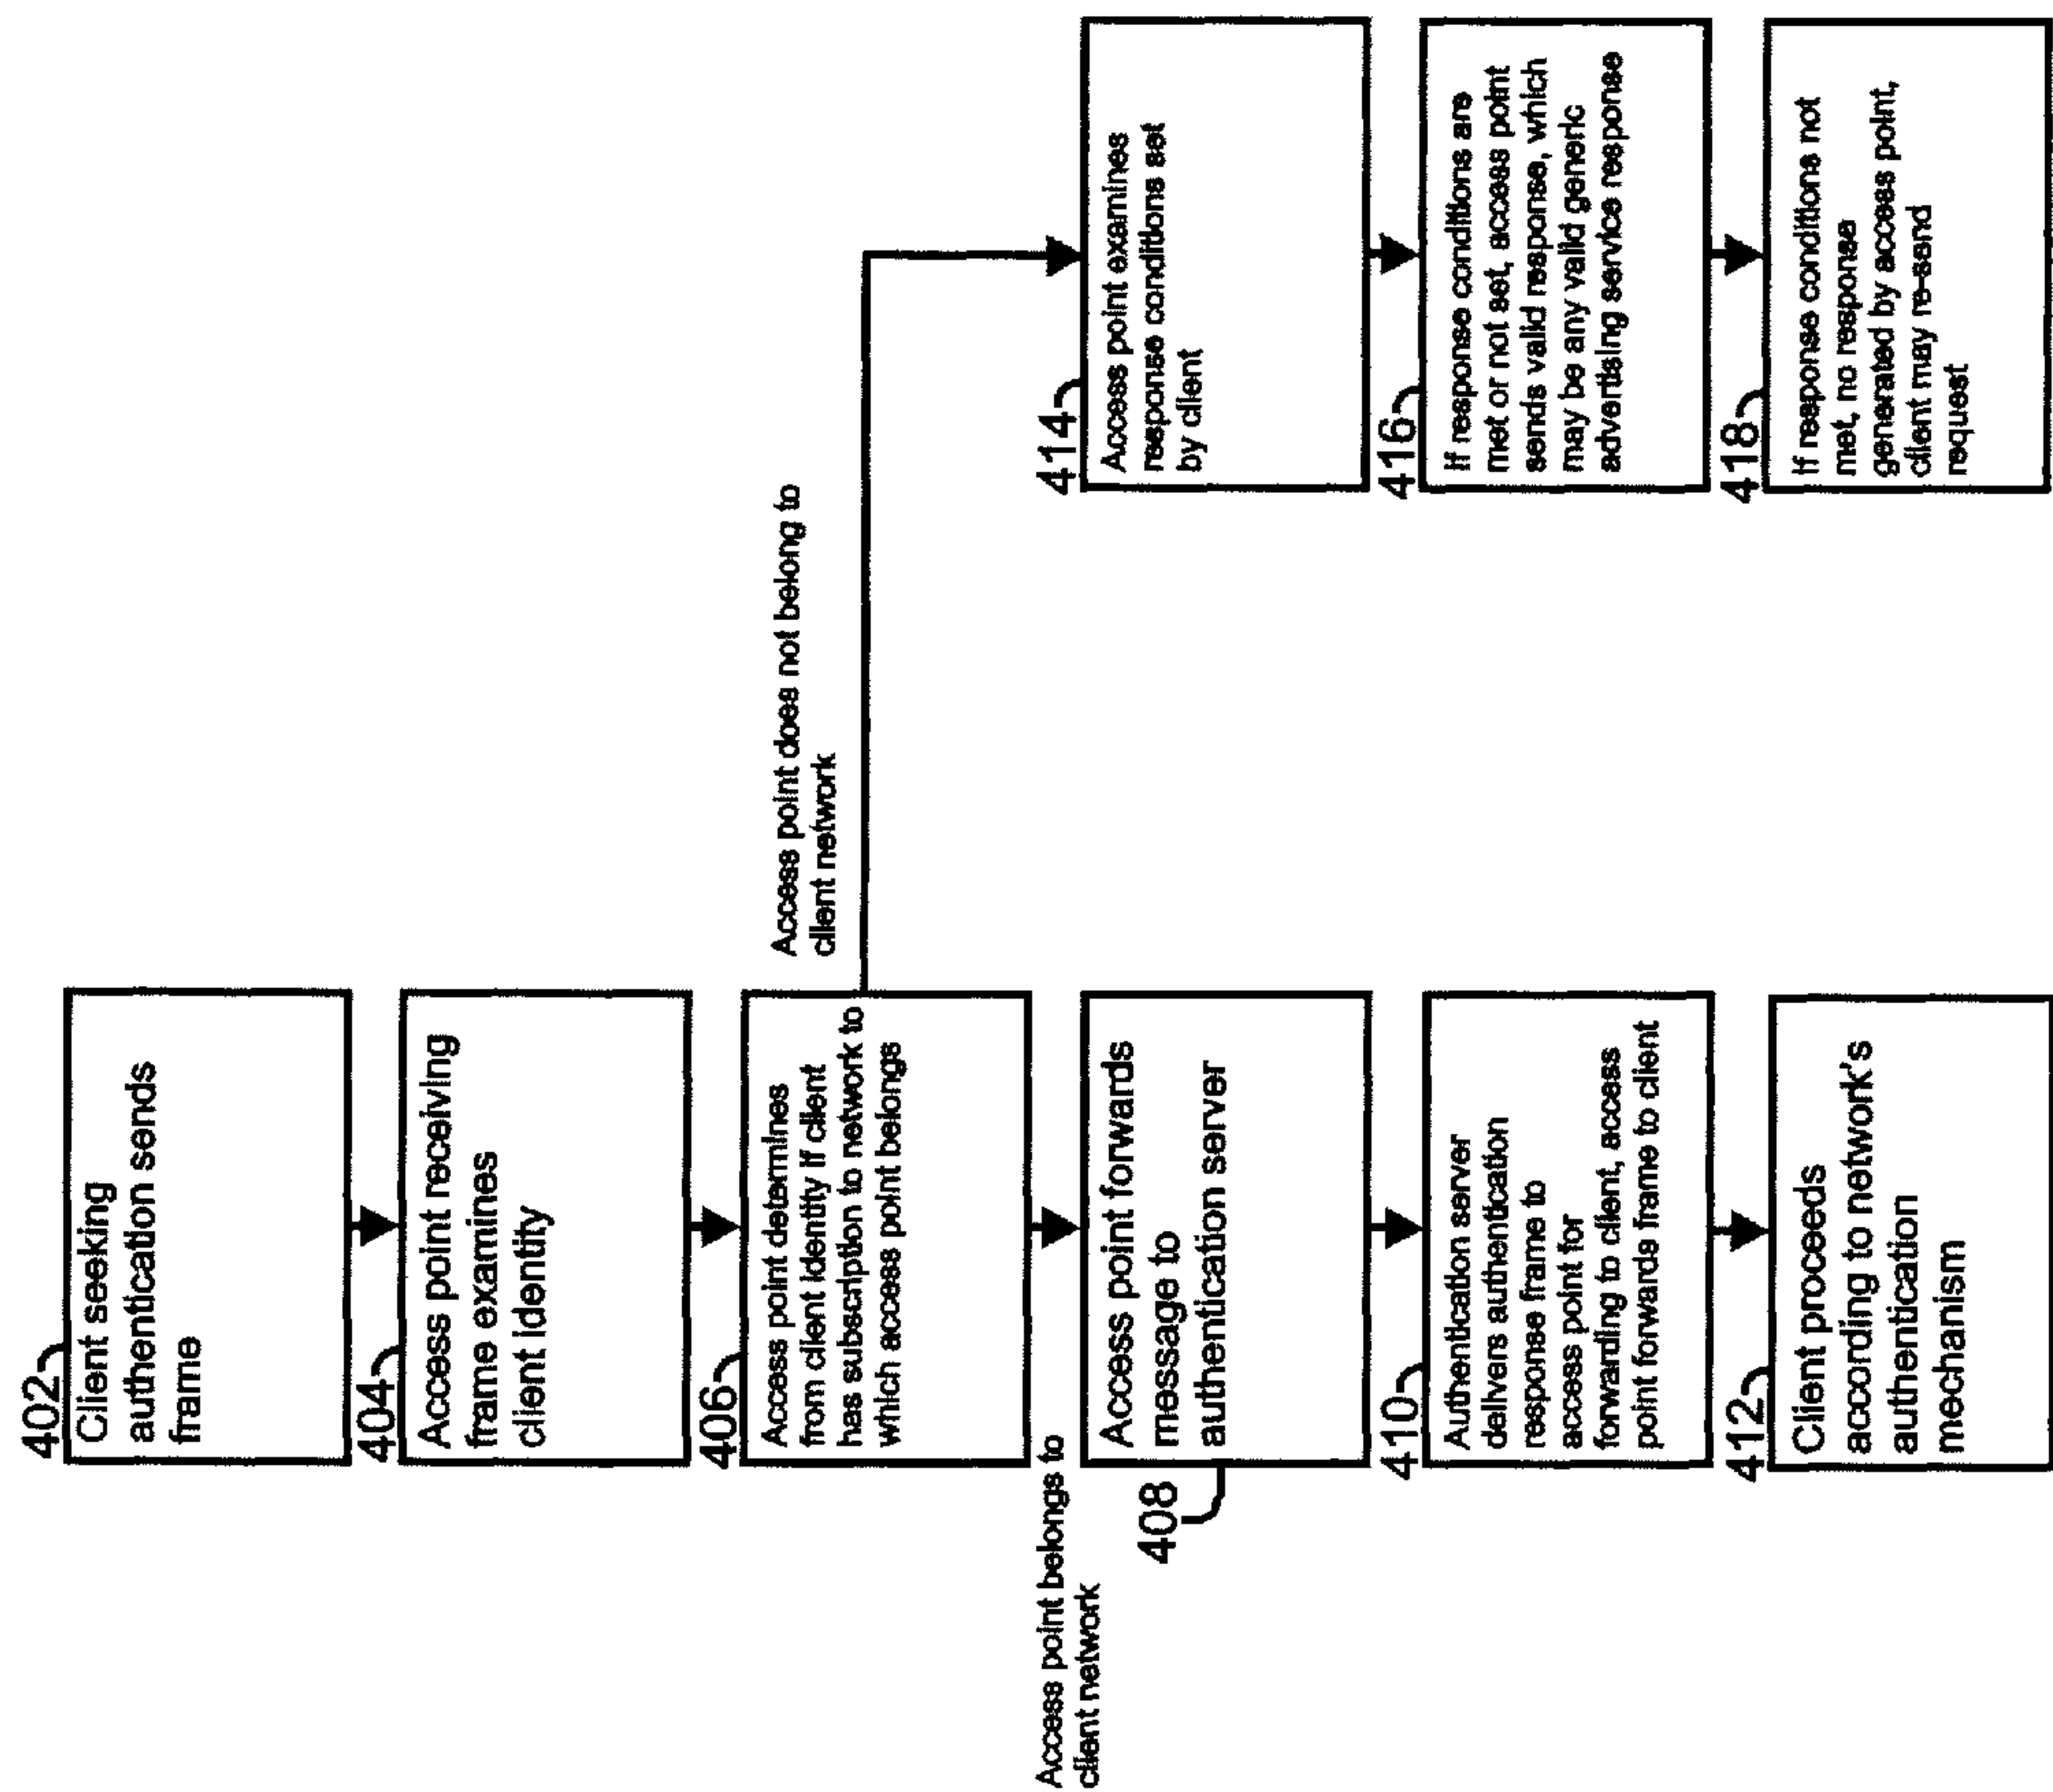 402
Client seeking
authentication sends
frame
404
Access point receiving
frame examines
client identity
406
Access point determines
from client identity if client
has subscription to network to
which access point belongs
Access point does not belong to
client network
Access point belongs to
client network
408
Access point forwards
message to
authentication server
410
Authentication server
delivers authentication
response frame to
access point for
forwarding to client, access
point forwards frame to client
412
Client proceeds
according to network's
authentication
mechanism
414
Access point examines
response conditions set
by client
416
If response conditions are
met or not set, access point
sends valid response, which
may be any valid generic
advertising service response
418
If response conditions not
met, no response
generated by access point,
client may re-send
request